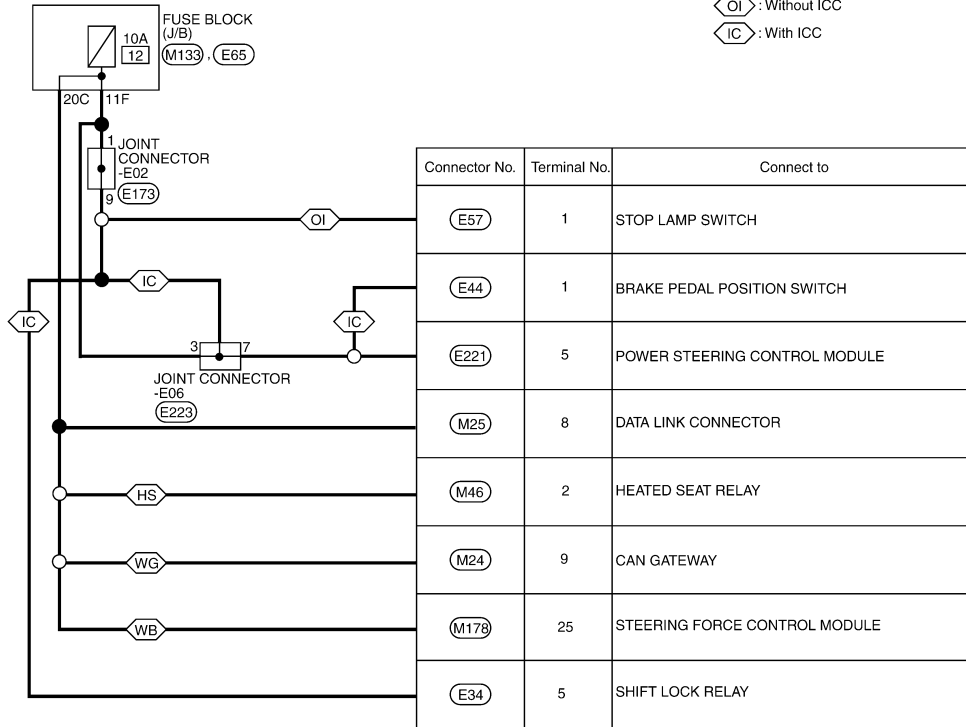 OI : Without ICC
IC : With ICC
FUSE BLOCK
(J/B)
10A
12
M133 , E65
20C 11F
1
JOINT
CONNECTOR
-E02
E173
9
OI
IC
IC
IC
3 7
JOINT CONNECTOR
-E06
E223
HS
WG
WB
Connector No. Terminal No. Connect to
E57 1 STOP LAMP SWITCH
E44 1 BRAKE PEDAL POSITION SWITCH
E221 5 POWER STEERING CONTROL MODULE
M25 8 DATA LINK CONNECTOR
M46 2 HEATED SEAT RELAY
M24 9 CAN GATEWAY
M178 25 STEERING FORCE CONTROL MODULE
E34 5 SHIFT LOCK RELAY